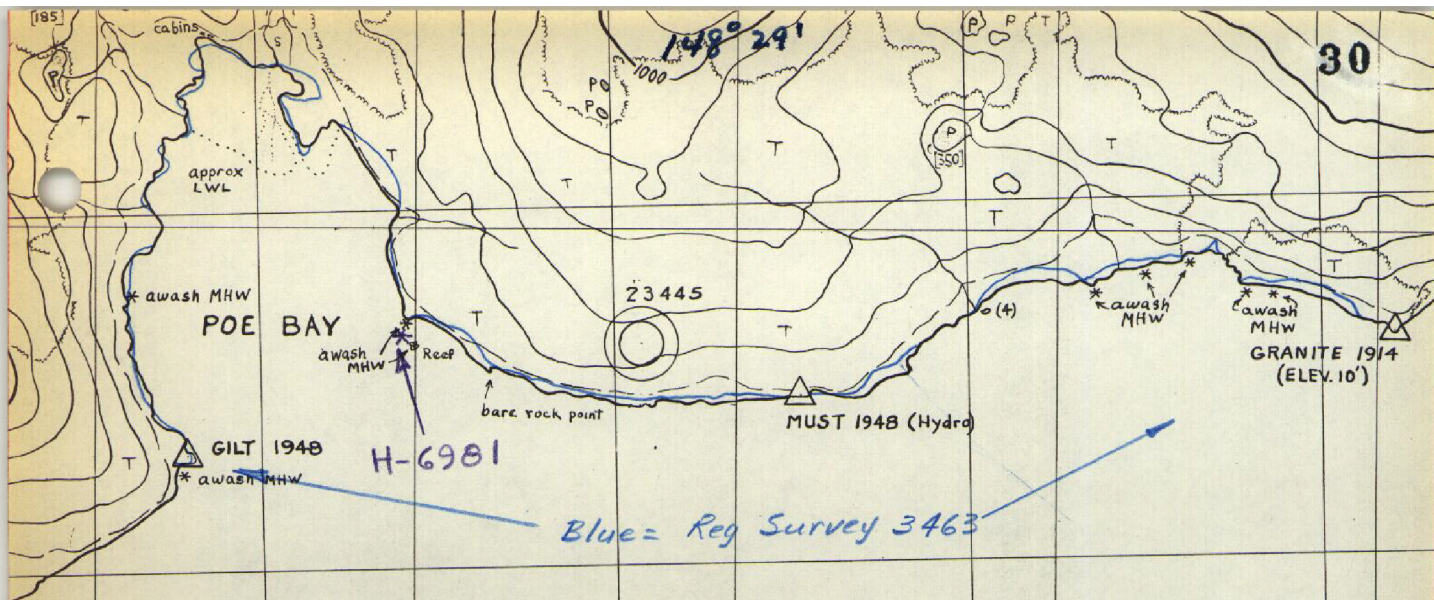 [185]
cabins
S
148° 29'
1000
P
P
P
P
P
T
30
T
T
T
T
P
[350]
T
T
approx
LWL
T
awash MHW
POE BAY
23445
T
T
awash
MHW
Reef
(4)
awash
MHW
awash
MHW
GRANITE 1914
(ELEV. 10')
bare rock point
MUST 1948 (Hydro)
T
GILT 1948
H-6981
awash MHW
Blue = Reg Survey 3463